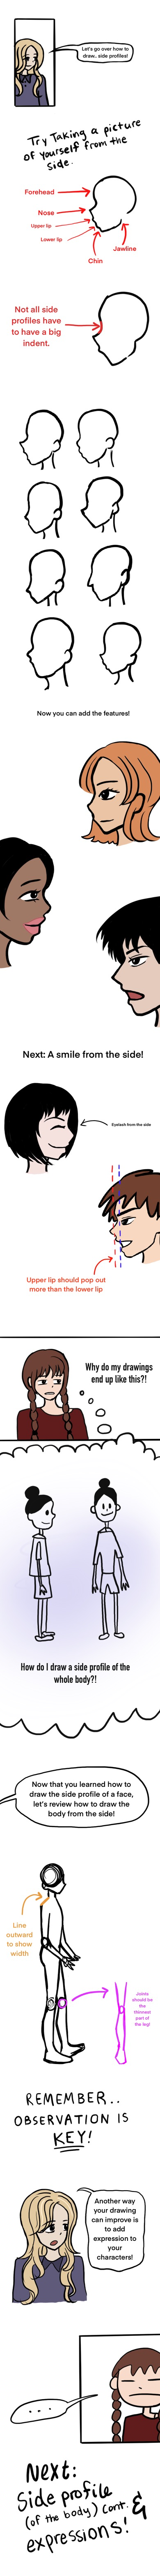 Let's go over how to
draw.. side profiles!
Try Taking a picture
of yourself from the
side.
Forehead
Nose
Upper lip
Lower lip
Jawline
Chin
Not all side
profiles have
to have a big
indent.
Now you can add the features!
Next: A smile from the side!
Eyelash from the side
Upper lip should pop out
more than the lower lip
Why do my drawings
end up like this?!
How do I draw a side profile of the
whole body?!
Now that you learned how to
draw the side profile of a face,
let's review how to draw the
body from the side!
Line
outward
to show
width
Joints
should be
the
thinnest
part of
the leg!
REMEMBER..
OBSERVATION IS
KEY!
Another way
your drawing
can improve is
to add
expression to
your
characters!
...
Next:
Side profile
(of the body) cont. &
expressions!